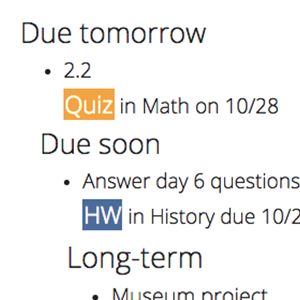 Due tomorrow
• 2.2
Quiz in Math on 10/28
Due soon
• Answer day 6 questions
HW in History due 10/2
Long-term
• Museum project